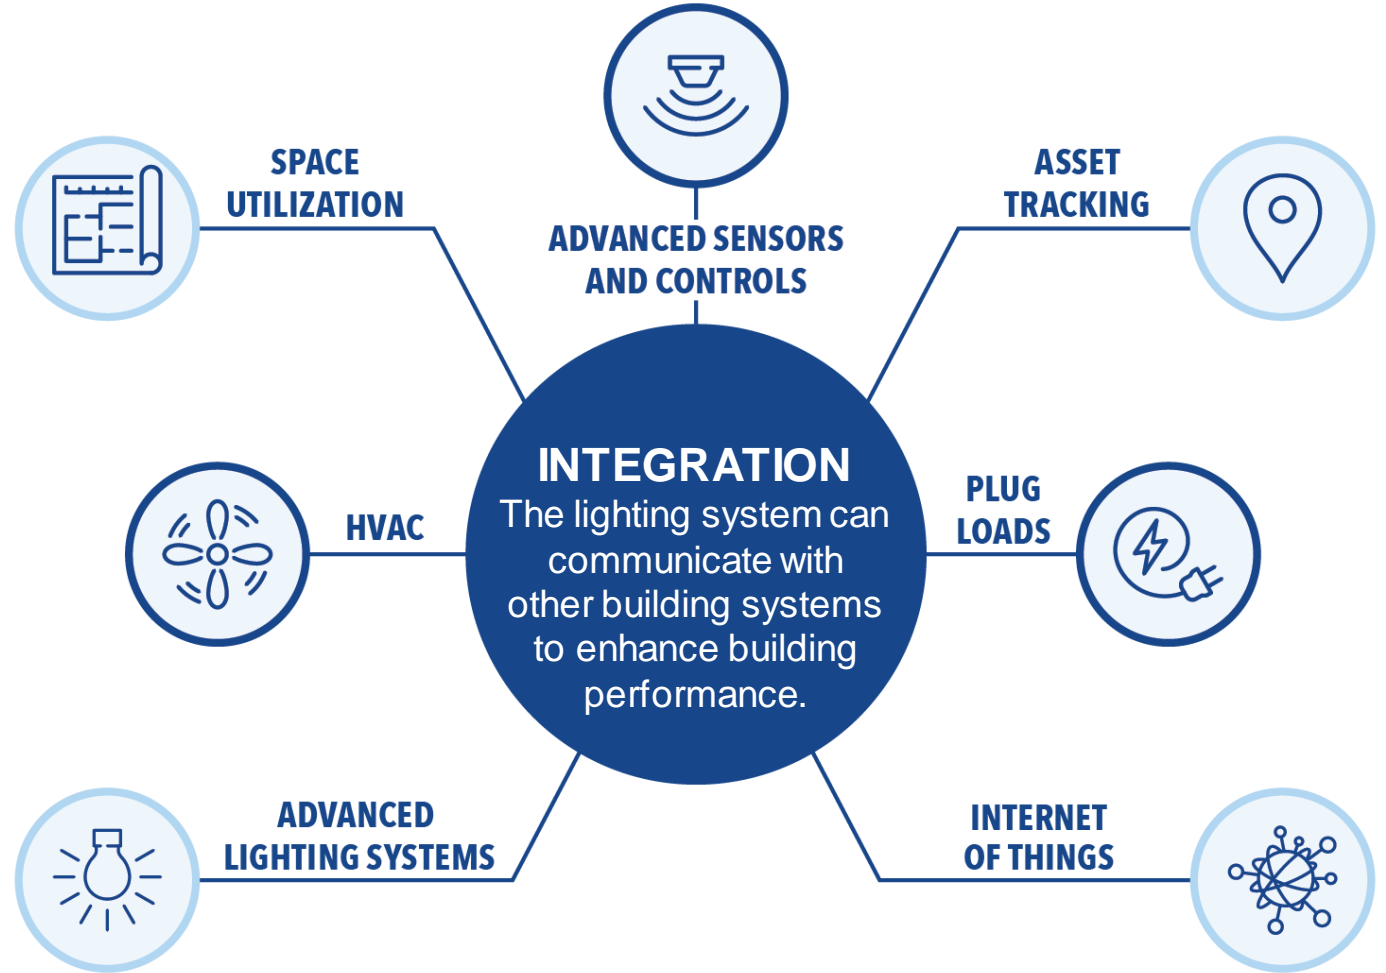 SPACE
UTILIZATION
ADVANCED SENSORS
AND CONTROLS
ASSET
TRACKING
HVAC
INTEGRATION
The lighting system can
communicate with
other building systems
to enhance building
performance.
PLUG
LOADS
ADVANCED
LIGHTING SYSTEMS
INTERNET
OF THINGS